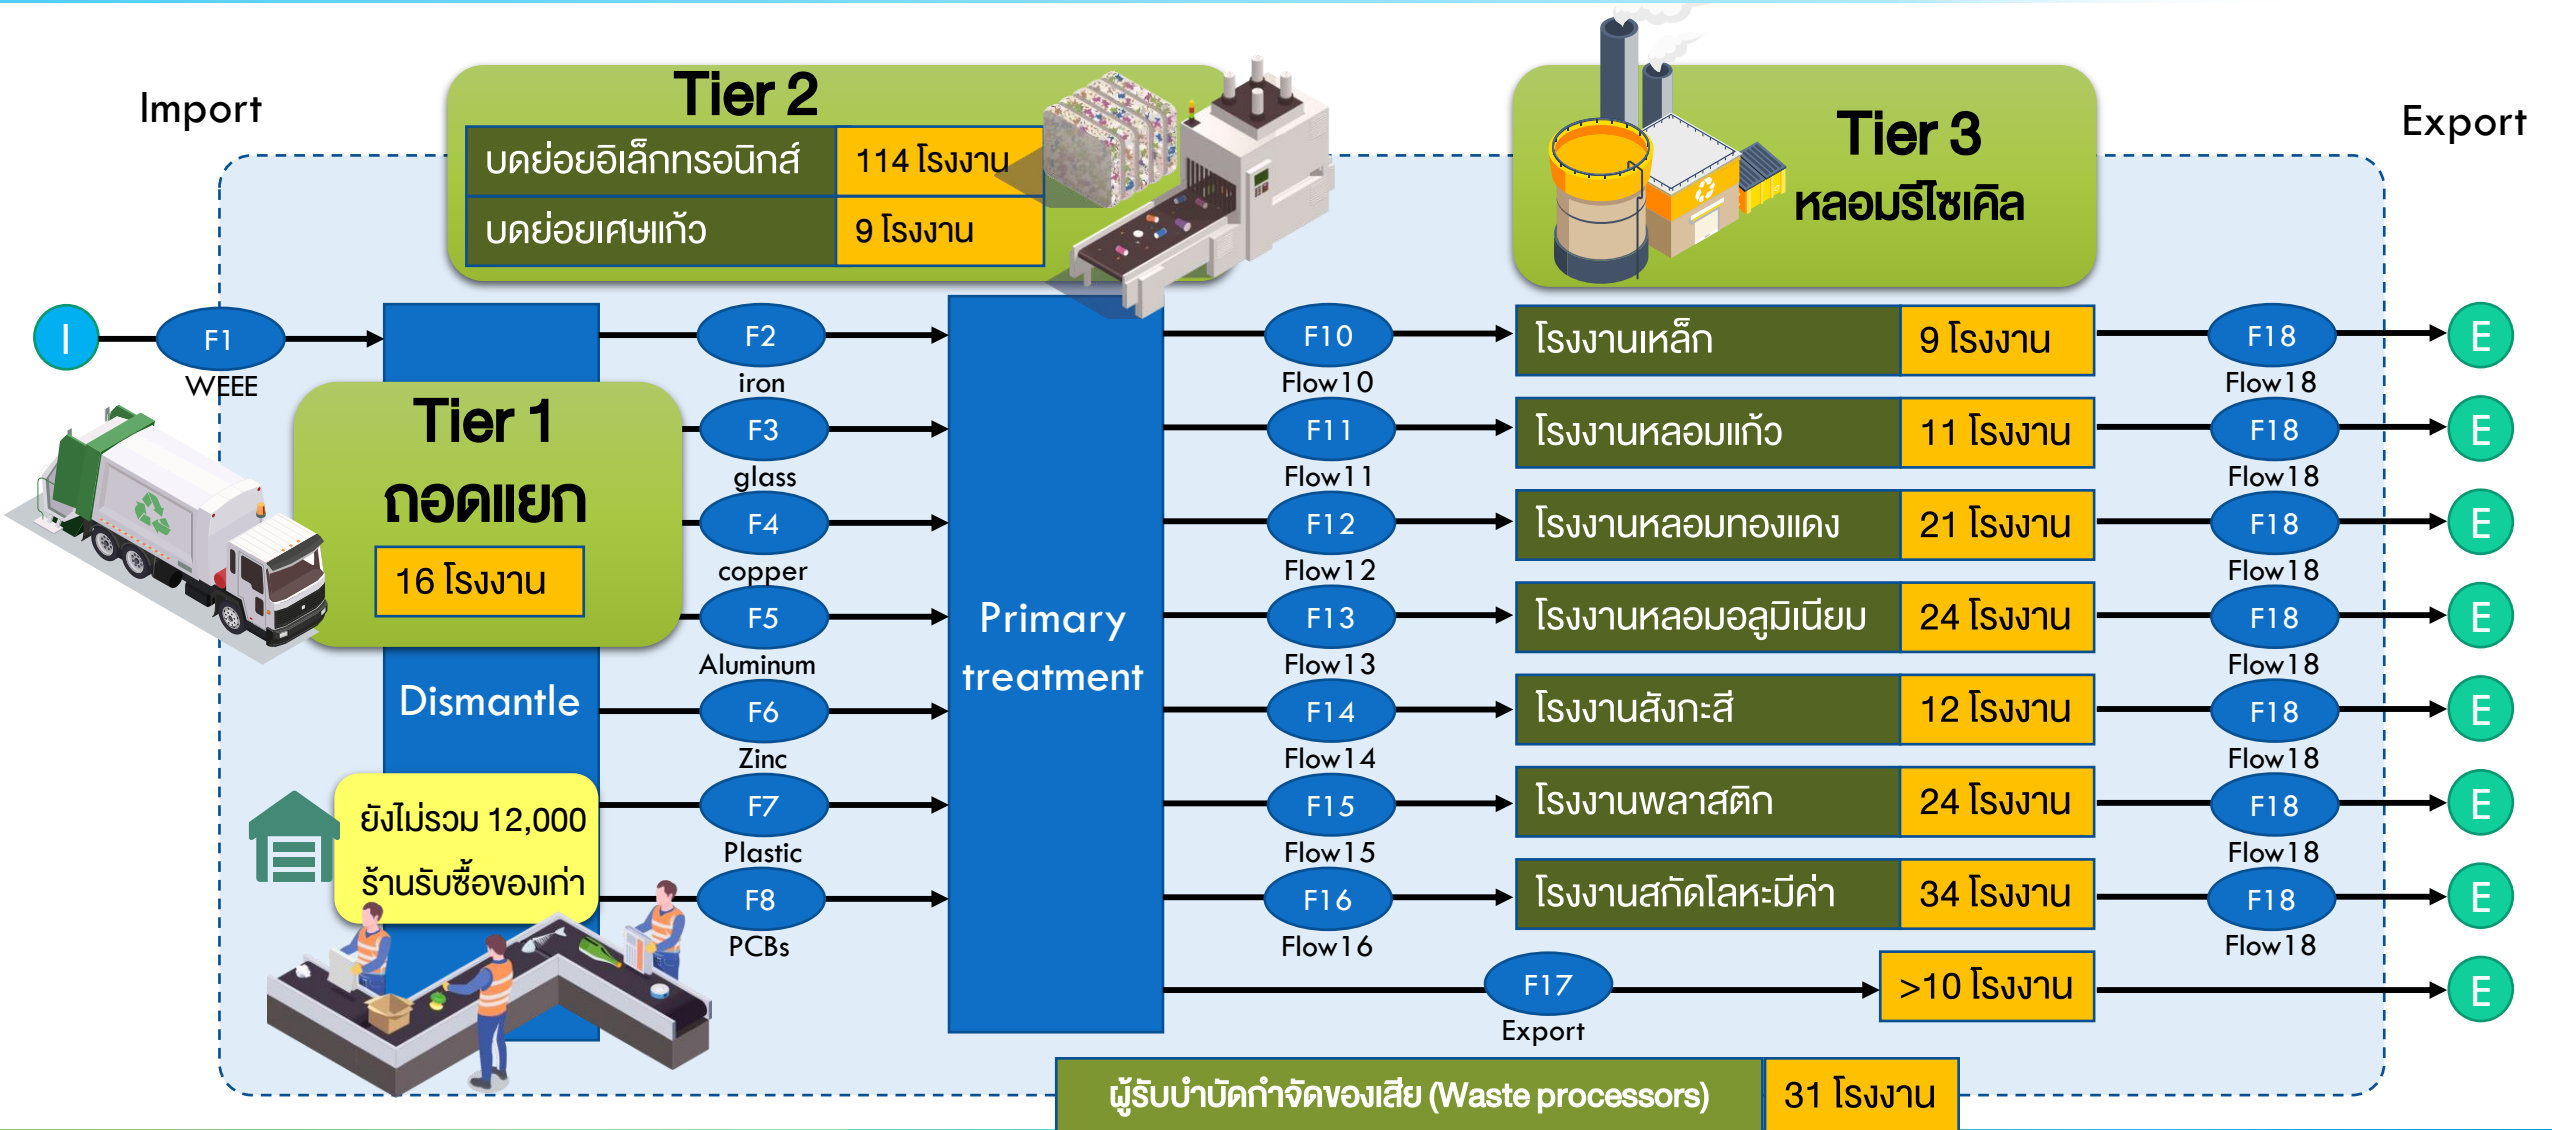 Import
Tier 2
บดย่อยอิเล็กทรอนิกส์ 114 โรงงาน
บดย่อยเศษแก้ว 9 โรงงาน
Tier 3
หลอมรีไซเคิล
Export
I
F1
WEEE
Tier 1
ถอดแยก
16 โรงงาน
Dismantle
ยังไม่รวม 12,000
ร้านรับซื้อของเก่า
F2
iron
F3
glass
F4
copper
F5
Aluminum
F6
Zinc
F7
Plastic
F8
PCBs
Primary
treatment
F10
Flow10
F11
Flow11
F12
Flow12
F13
Flow13
F14
Flow14
F15
Flow15
F16
Flow16
F17
Export
โรงงานเหล็ก 9 โรงงาน
โรงงานหลอมแก้ว 11 โรงงาน
โรงงานหลอมทองแดง 21 โรงงาน
โรงงานหลอมอลูมิเนียม 24 โรงงาน
โรงงานสังกะสี 12 โรงงาน
โรงงานพลาสติก 24 โรงงาน
โรงงานสกัดโลหะมีค่า 34 โรงงาน
>10 โรงงาน
F18
Flow18
F18
Flow18
F18
Flow18
F18
Flow18
F18
Flow18
F18
Flow18
F18
Flow18
E
E
E
E
E
E
E
E
ผู้รับบำบัดกำจัดของเสีย (Waste processors) 31 โรงงาน